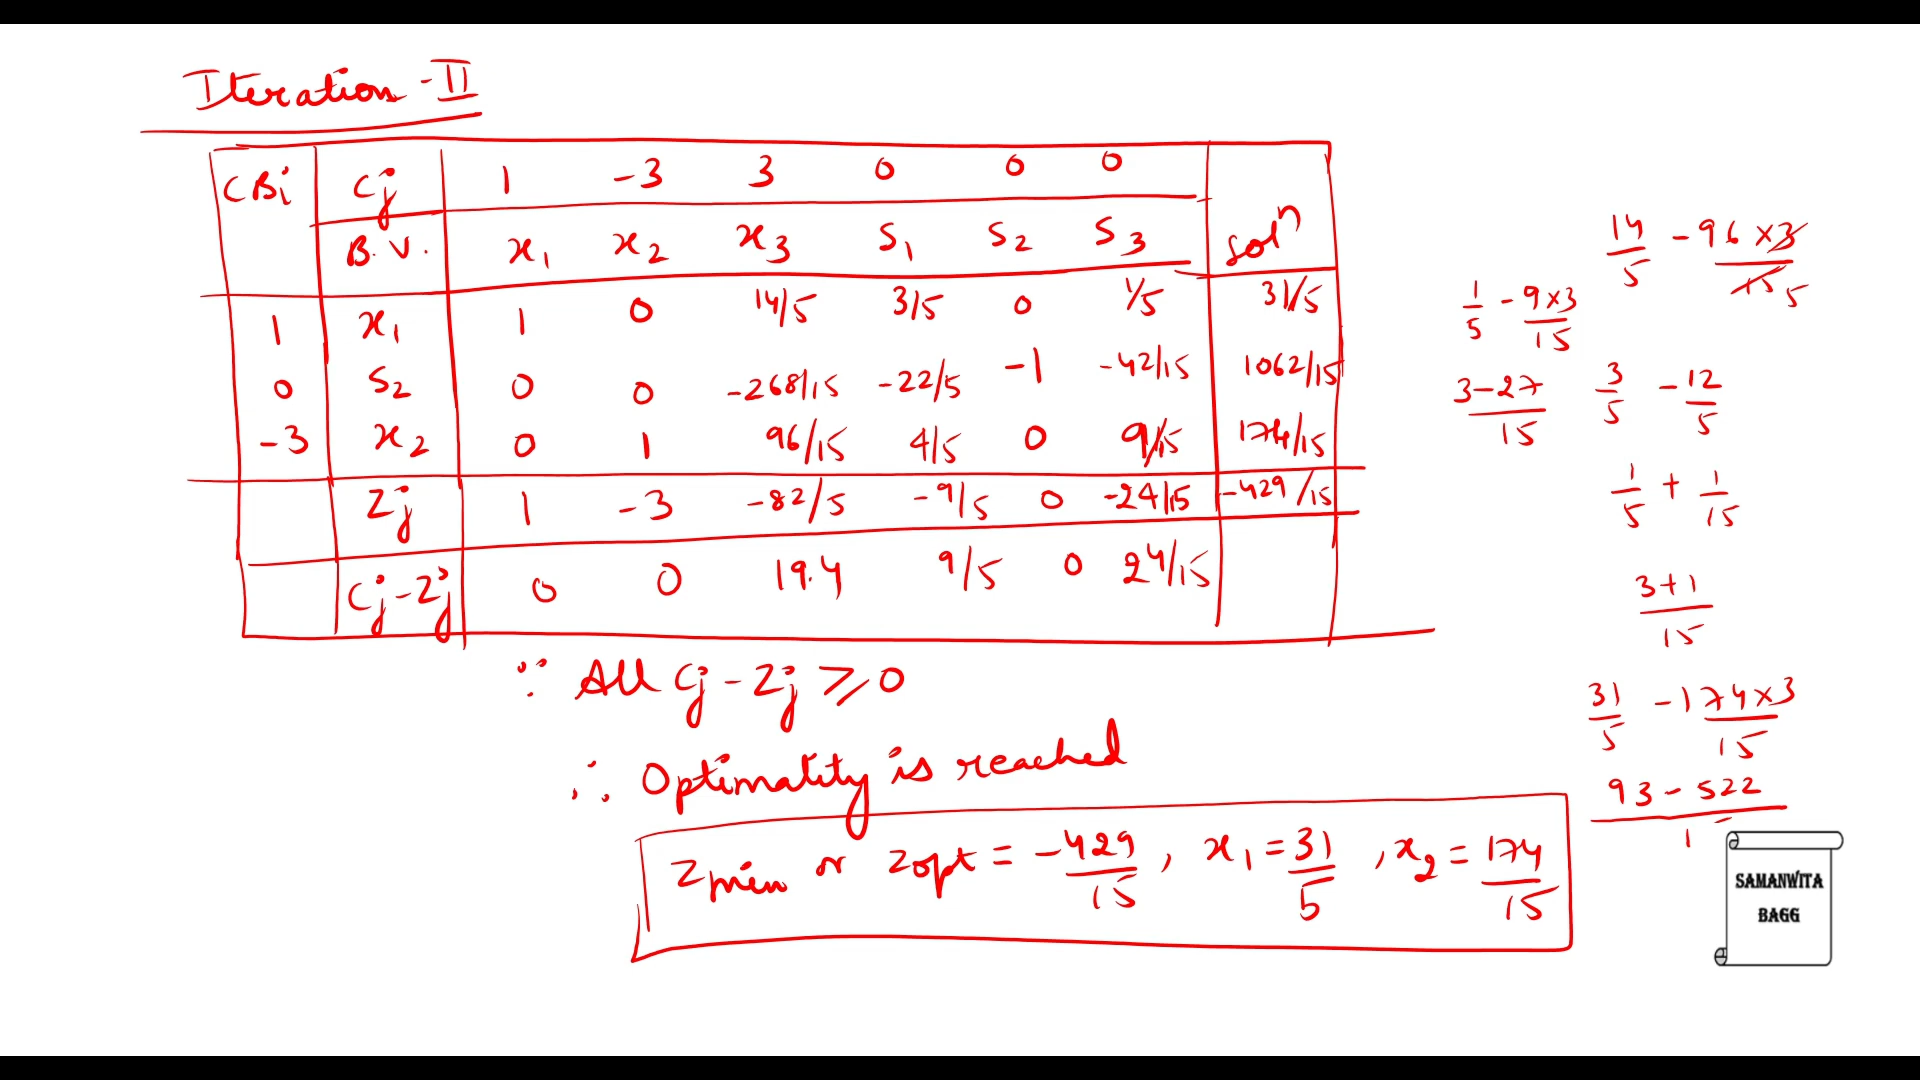 Iteration - II
CBi Cj 1 -3 3 0 0 0
B.V. x1 x2 x3 S1 S2 S3 Solⁿ
1 x1 1 0 14/5 3/5 0 1/5 31/5
0 S2 0 0 -268/15 -22/5 -1 -42/15 1062/15
-3 x2 0 1 96/15 4/5 0 9/15 174/15
Zj 1 -3 -82/5 -9/5 0 -24/15 -429/15
Cj-Zj 0 0 19.4 9/5 0 24/15
∵ All Cj - Zj ⩾ 0
∴ Optimality is reached
Zmin or Zopt = -429/15, x1 = 31/5, x2 = 174/15
14/5 - 96×3/15 5
1/5 - 9×3/15
3-27/15
3/5 - 12/5
1/5 + 1/15
3+1/15
31/5 - 174×3/15
93-522
SAMANWITA
BAGG